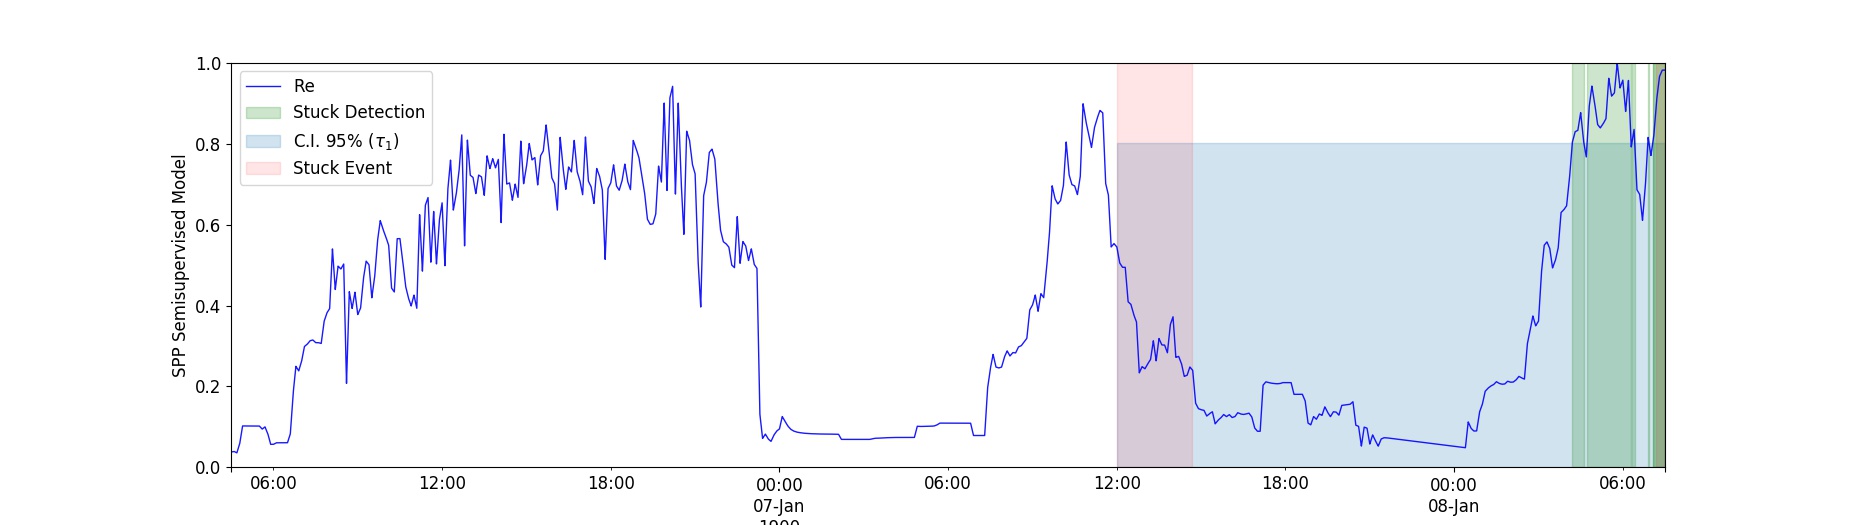 SPP Semisupervised Model
1.0
0.8
0.6
0.4
0.2
0.0
Re
Stuck Detection
C.I. 95% (τ₁)
Stuck Event
06:00
12:00
18:00
00:00
07-Jan
1900
06:00
12:00
18:00
00:00
08-Jan
06:00